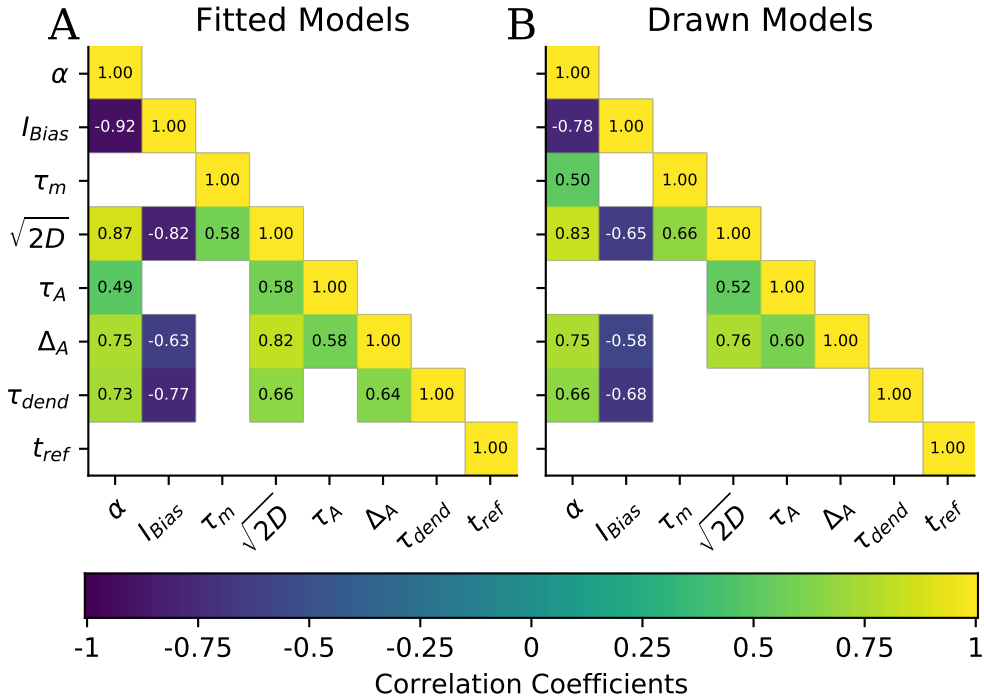 A Fitted Models
B Drawn Models
α 1.00 1.00
I_Bias -0.92 1.00 -0.78 1.00
τ_m 1.00 0.50 1.00
√2D 0.87 -0.82 0.58 1.00 0.83 -0.65 0.66 1.00
τ_A 0.49 0.58 1.00 0.52 1.00
Δ_A 0.75 -0.63 0.82 0.58 1.00 0.75 -0.58 0.76 0.60 1.00
τ_dend 0.73 -0.77 0.66 0.64 1.00 0.66 -0.68 1.00
t_ref 1.00 1.00
α I_Bias τ_m √2D τ_A Δ_A τ_dend t_ref α I_Bias τ_m √2D τ_A Δ_A τ_dend t_ref
-1 -0.75 -0.5 -0.25 0 0.25 0.5 0.75 1
Correlation Coefficients